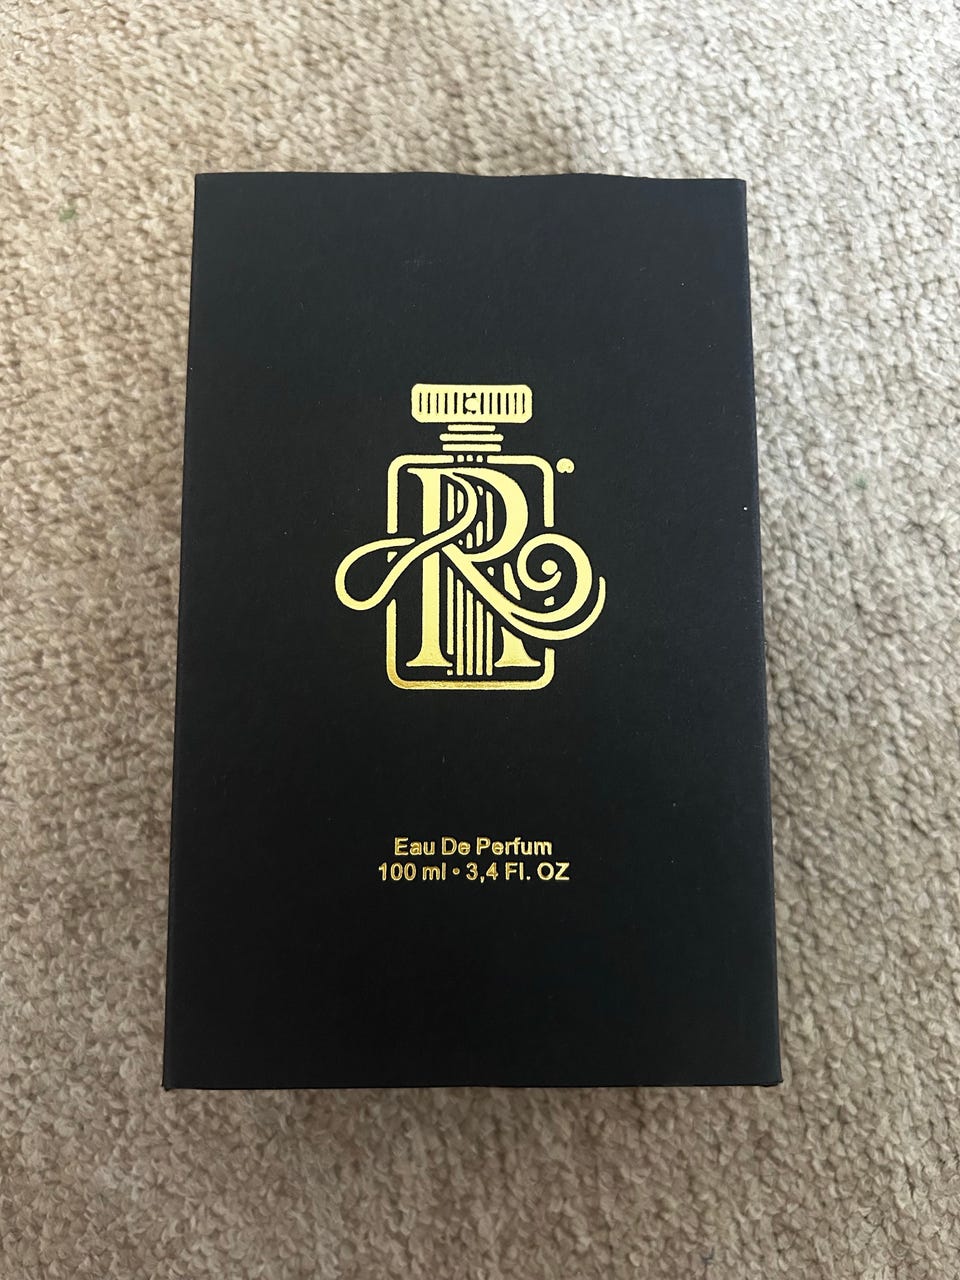 R
Eau De Perfum
100 ml • 3,4 Fl. OZ